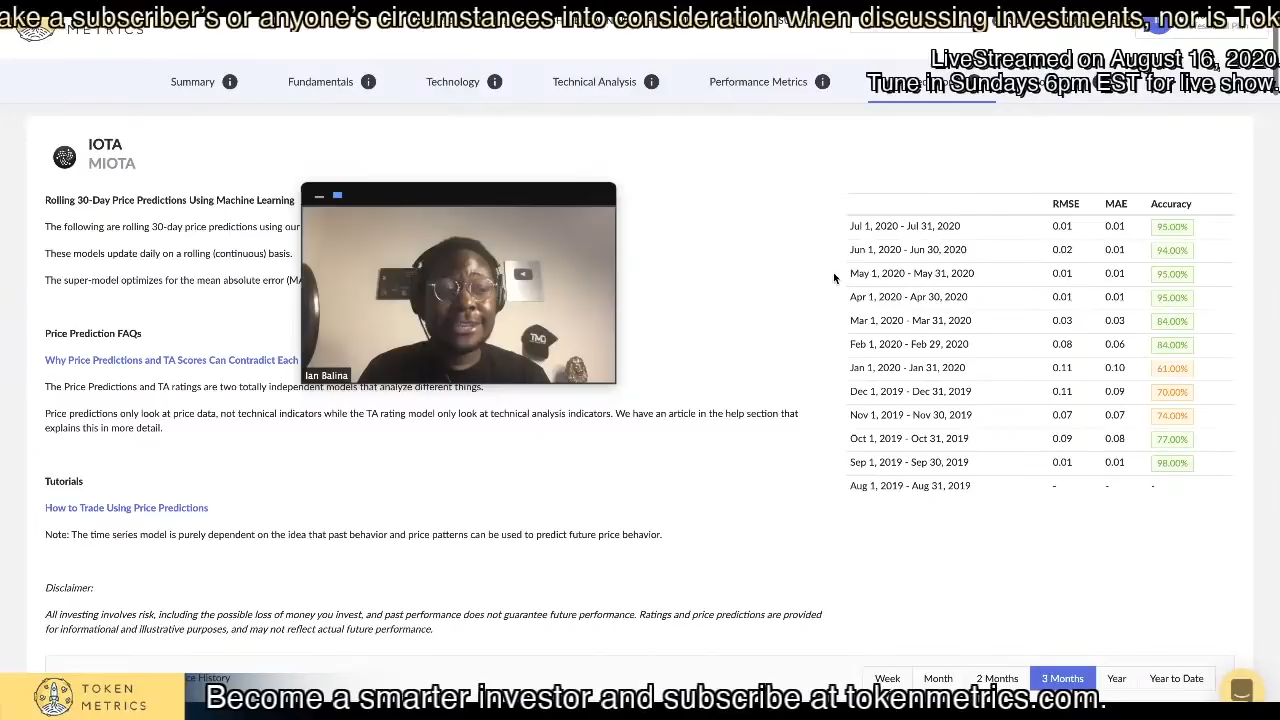 ake a subscriber's or anyone's circumstances into consideration when discussing investments, nor is Tok
METRICS
LiveStreamed on August 16, 2020.
Tune in Sundays 6pm EST for live show.
Summary
Fundamentals
Technology
Technical Analysis
Performance Metrics
IOTA
MIOTA
Rolling 30-Day Price Predictions Using Machine Learning
The following are rolling 30-day price predictions using our
These models update daily on a rolling (continuous) basis.
The super-model optimizes for the mean absolute error (MA
Price Prediction FAQs
Why Price Predictions and TA Scores Can Contradict Each
The Price Predictions and TA ratings are two totally independent models that analyze different things.
Price predictions only look at price data, not technical indicators while the TA rating model only look at technical analysis indicators. We have an article in the help section that
explains this in more detail.
Tutorials
How to Trade Using Price Predictions
Note: The time series model is purely dependent on the idea that past behavior and price patterns can be used to predict future price behavior.
Disclaimer:
All investing involves risk, including the possible loss of money you invest, and past performance does not guarantee future performance. Ratings and price predictions are provided
for informational and illustrative purposes, and may not reflect actual future performance.
TMD
Ian Balina
RMSE MAE Accuracy
Jul 1, 2020 - Jul 31, 2020 0.01 0.01 95.00%
Jun 1, 2020 - Jun 30, 2020 0.02 0.01 94.00%
May 1, 2020 - May 31, 2020 0.01 0.01 95.00%
Apr 1, 2020 - Apr 30, 2020 0.01 0.01 95.00%
Mar 1, 2020 - Mar 31, 2020 0.03 0.03 84.00%
Feb 1, 2020 - Feb 29, 2020 0.08 0.06 84.00%
Jan 1, 2020 - Jan 31, 2020 0.11 0.10 61.00%
Dec 1, 2019 - Dec 31, 2019 0.11 0.09 70.00%
Nov 1, 2019 - Nov 30, 2019 0.07 0.07 74.00%
Oct 1, 2019 - Oct 31, 2019 0.09 0.08 77.00%
Sep 1, 2019 - Sep 30, 2019 0.01 0.01 98.00%
Aug 1, 2019 - Aug 31, 2019 - - -
ce History
Week
Month
2 Months
3 Months
Year
Year to Date
TOKEN
METRICS
Become a smarter investor and subscribe at tokenmetrics.com.